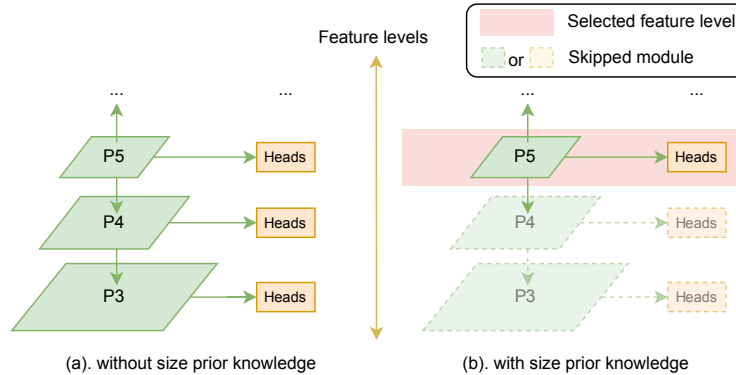 Feature levels
Selected feature level
or
Skipped module
...
...
P5
Heads
P4
Heads
P3
Heads
(a). without size prior knowledge
...
...
P5
Heads
P4
Heads
P3
Heads
(b). with size prior knowledge